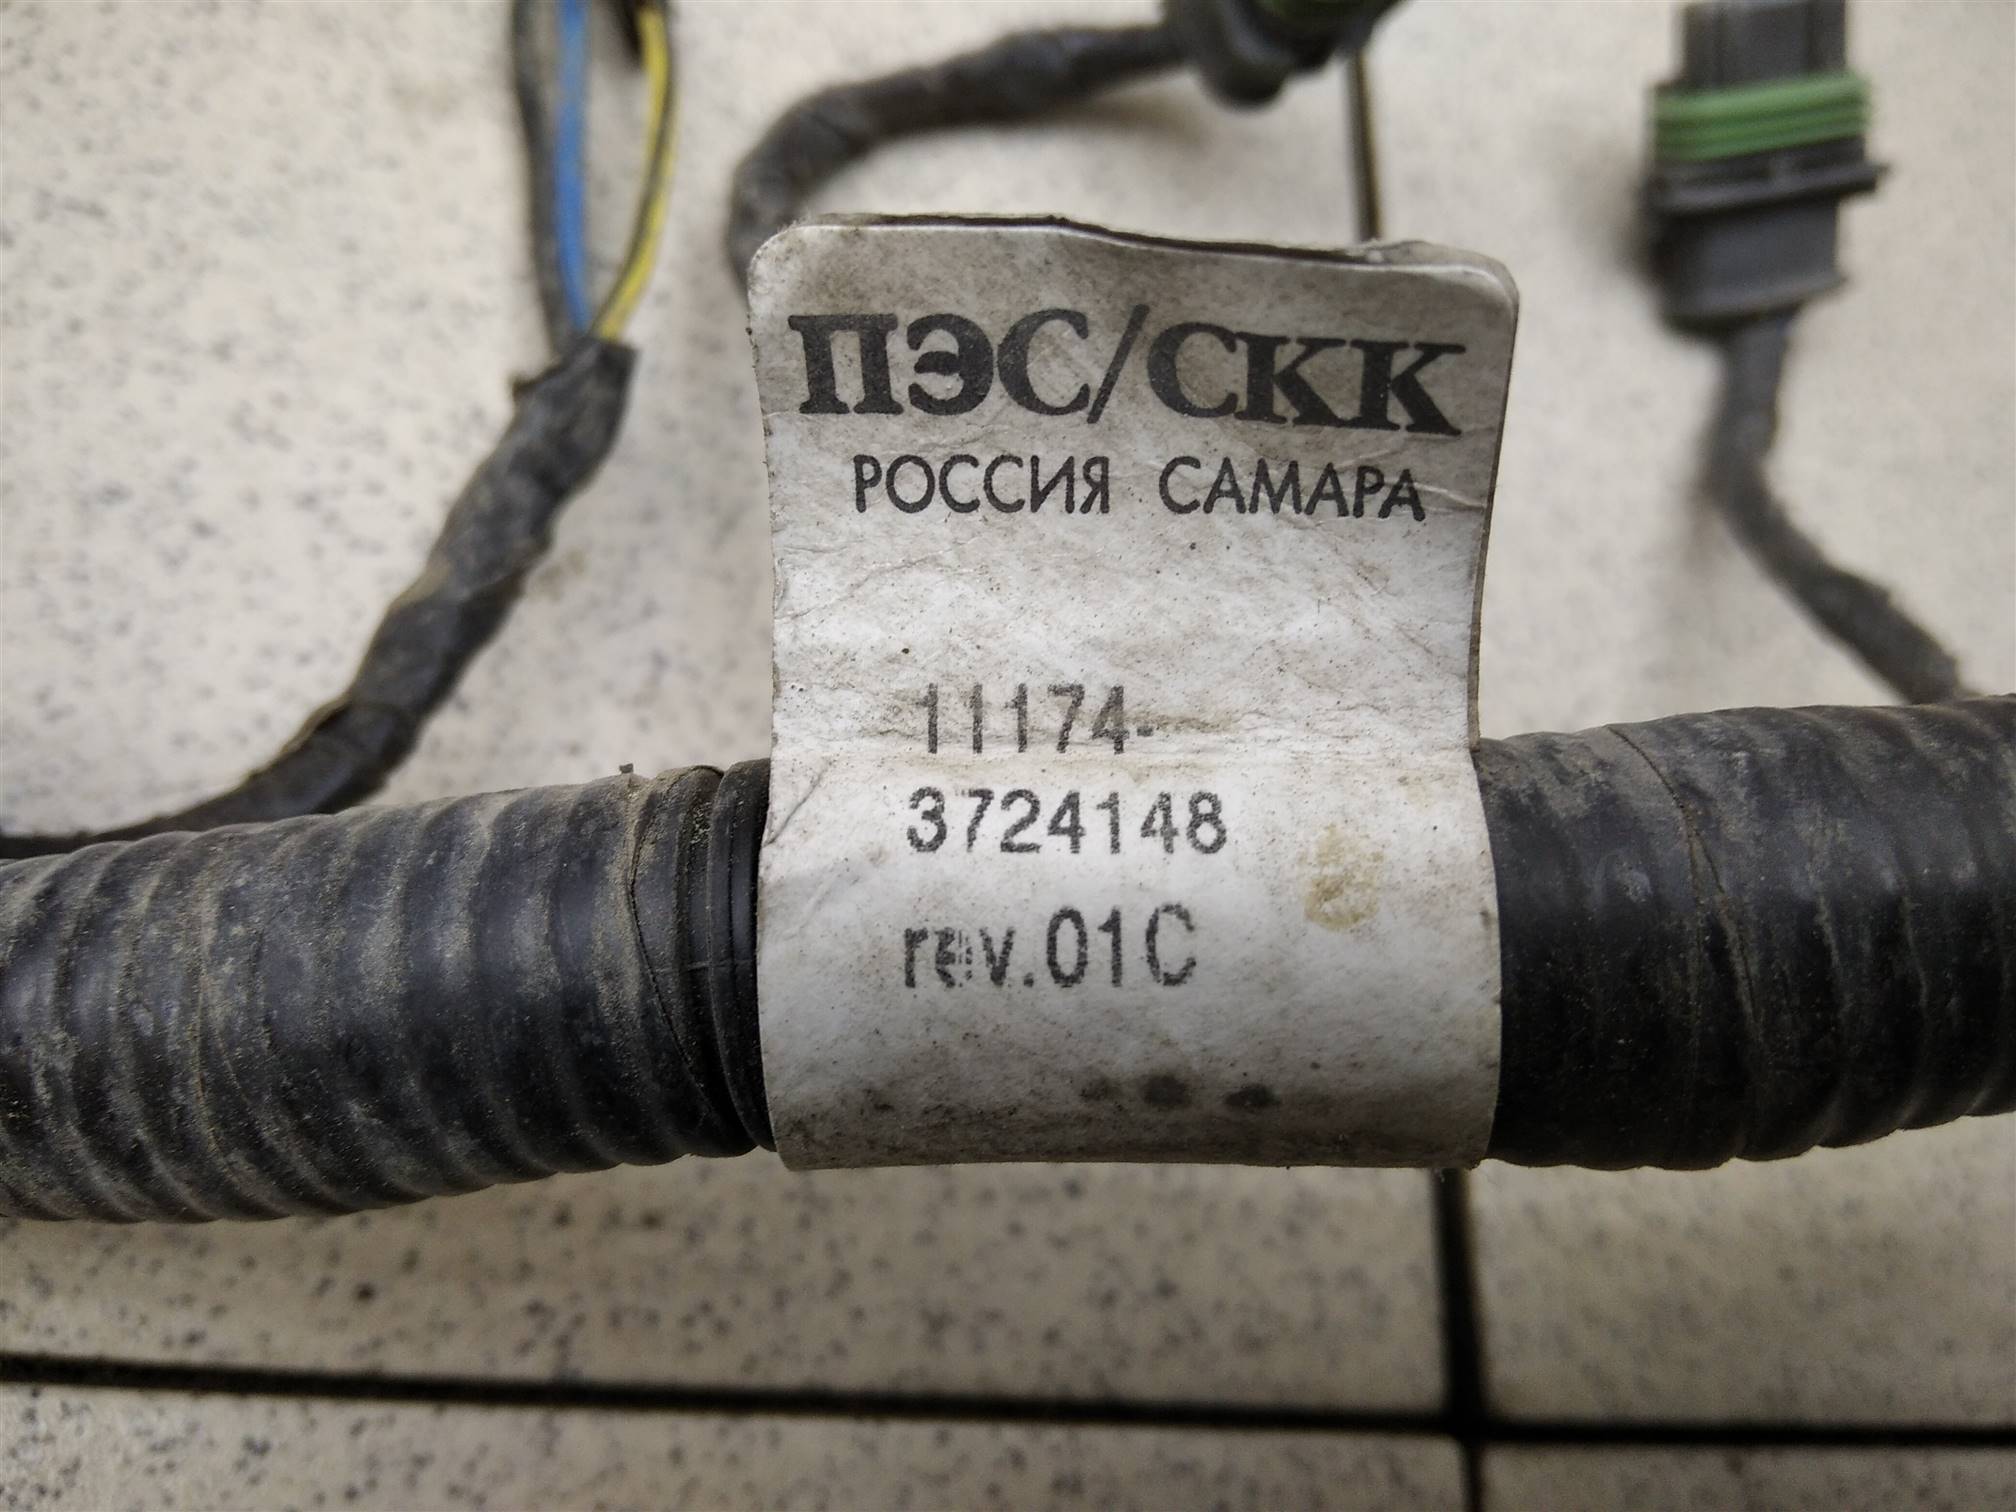 ПЭС/СКК
РОССИЯ САМАРА
11174-
3724148
rev.01C